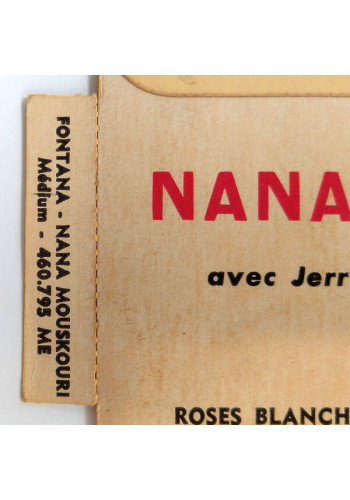 FONTANA - NANA MOUSKOURI
Médium - 460.795 ME
NANA
avec Jerr
ROSES BLANCH